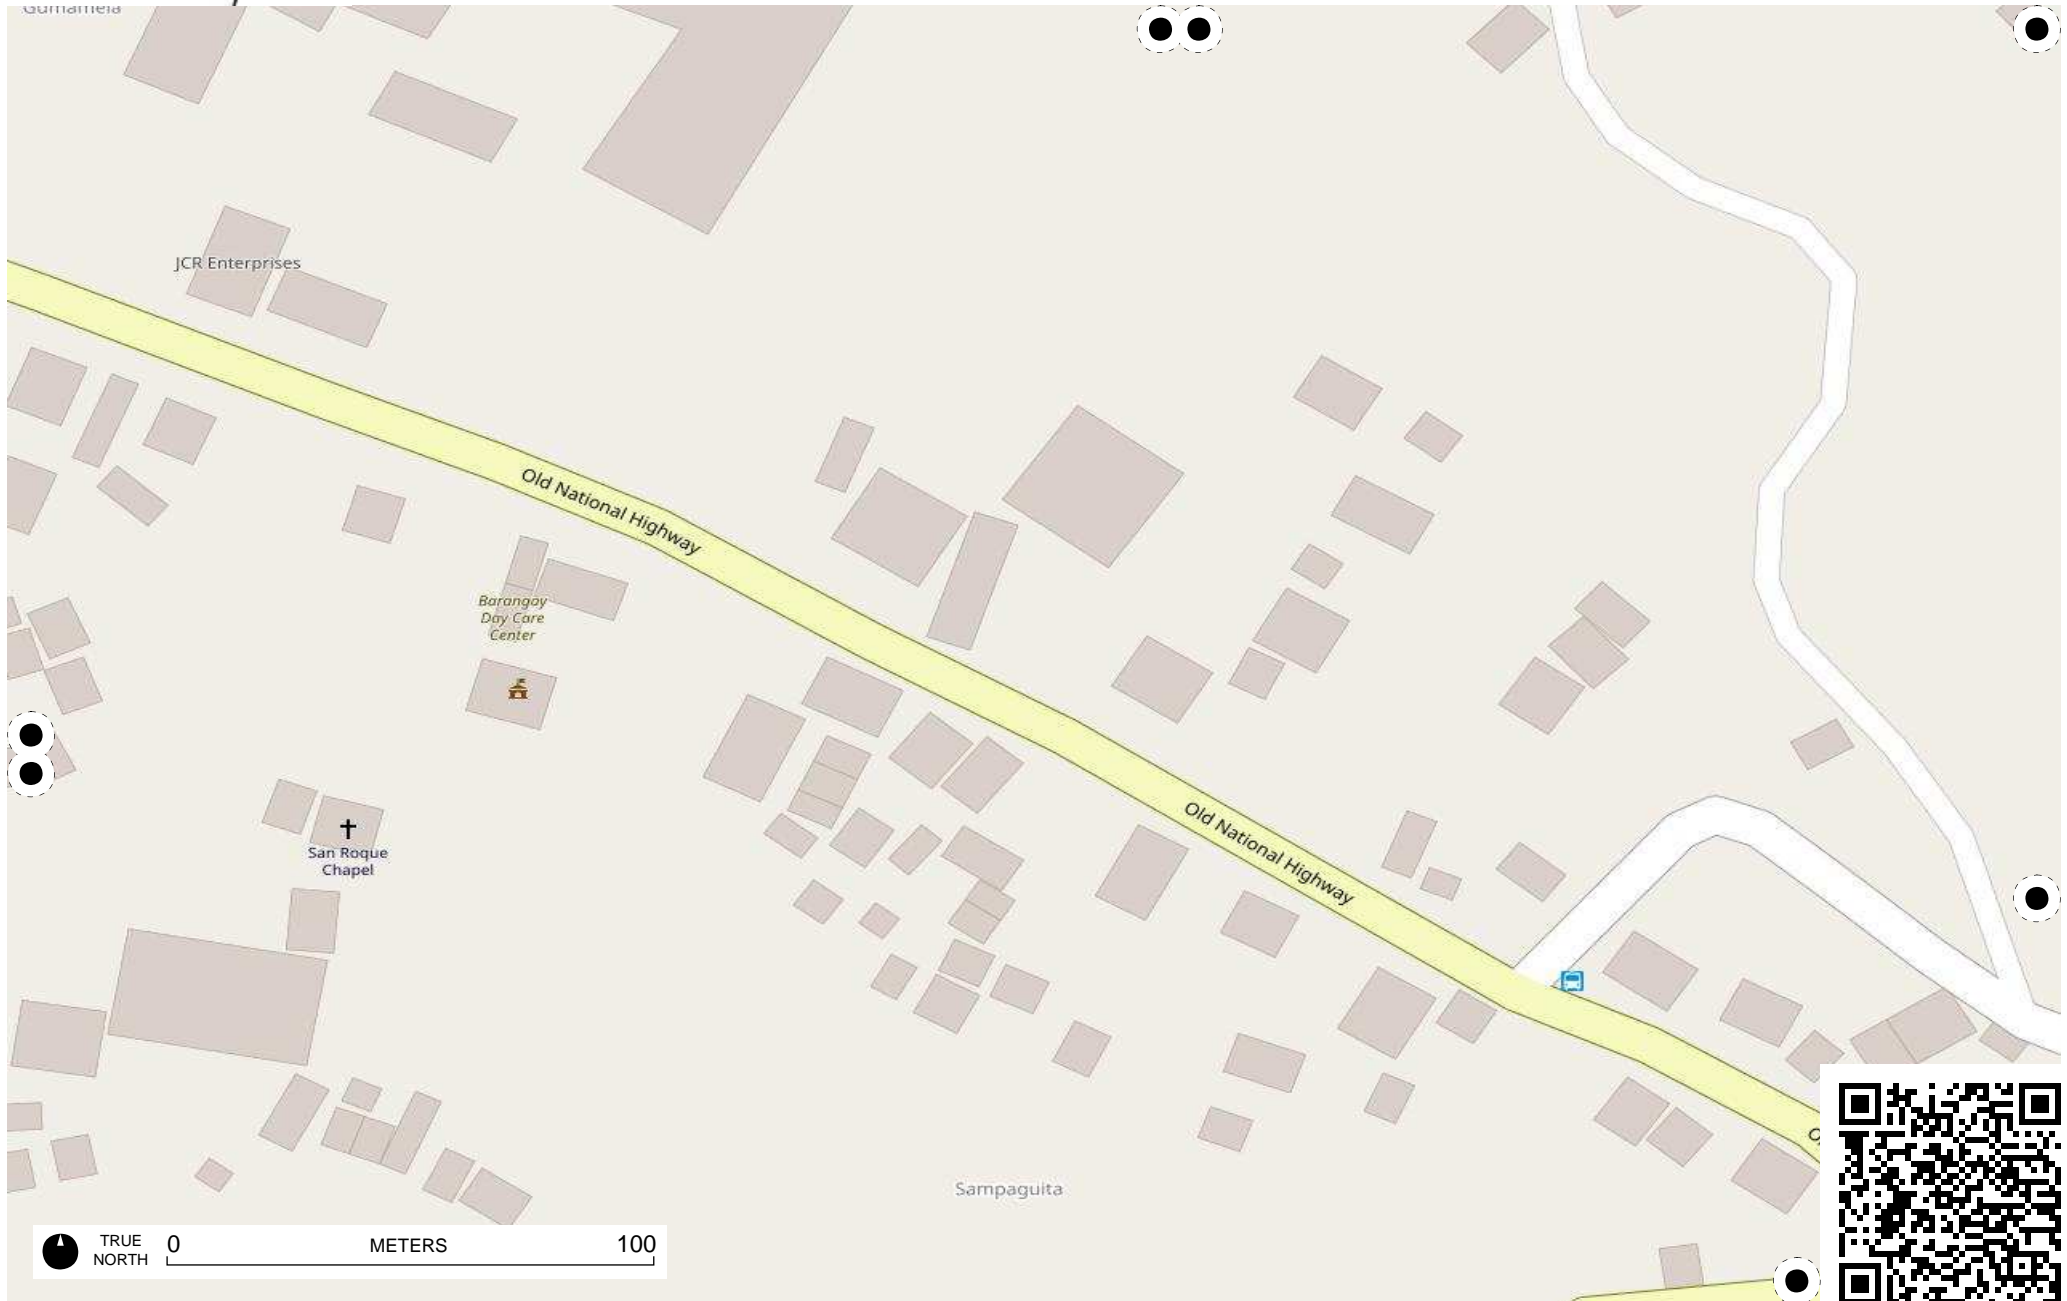 Gumamela
JCR Enterprises
Old National Highway
Barangay
Day Care
Center
San Roque
Chapel
Old National Highway
Sampaguita
TRUE
NORTH
0
METERS
100